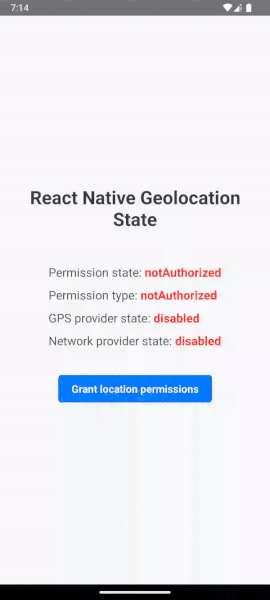 7:14
React Native Geolocation
State
Permission state: notAuthorized
Permission type: notAuthorized
GPS provider state: disabled
Network provider state: disabled
Grant location permissions